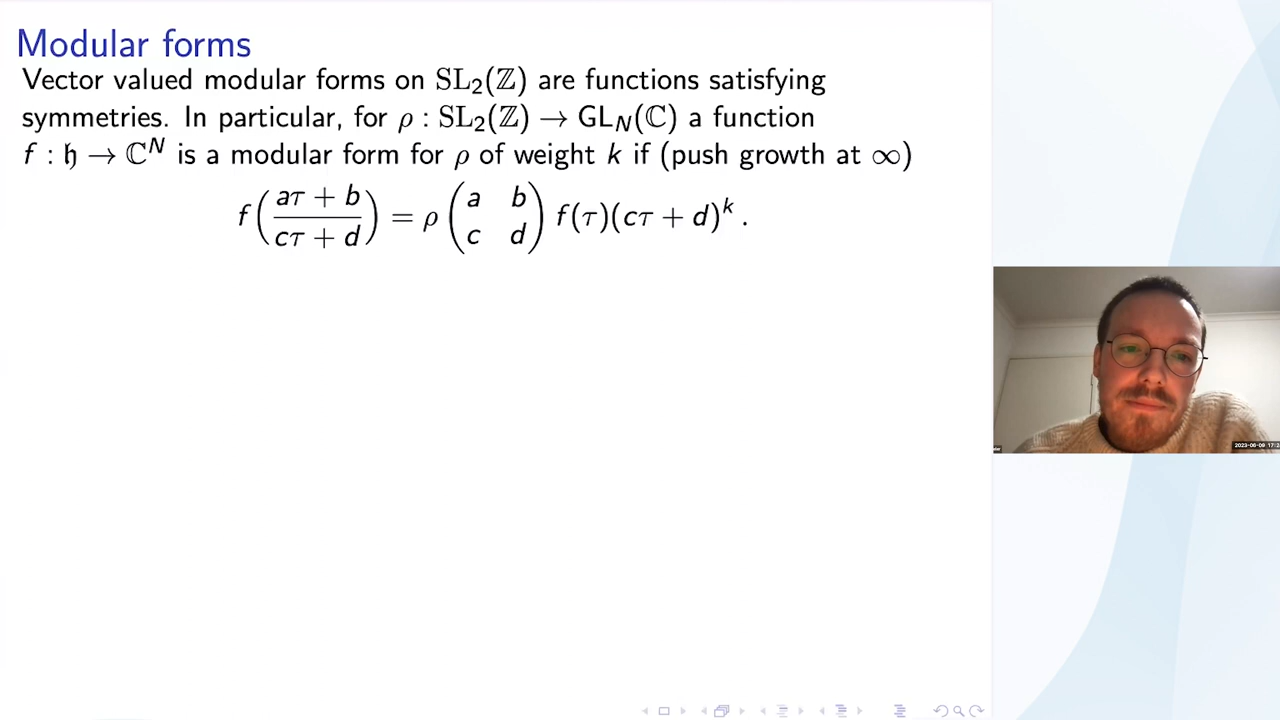 Modular forms
Vector valued modular forms on SL₂(ℤ) are functions satisfying
symmetries. In particular, for ρ : SL₂(ℤ) → GL_N(ℂ) a function
f : 𝔥 → ℂᴺ is a modular form for ρ of weight k if (push growth at ∞)
f((aτ + b)/(cτ + d)) = ρ (a b; c d) f(τ)(cτ + d)ᵏ .